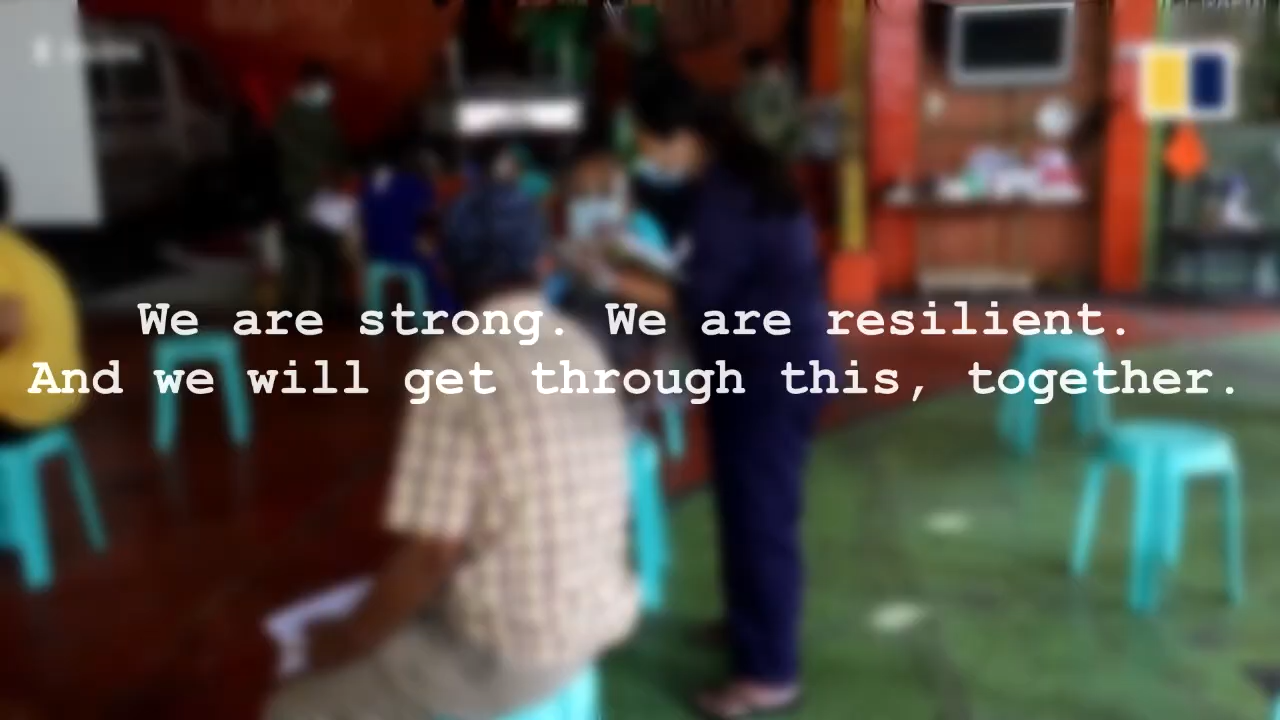 We are strong. We are resilient.
And we will get through this, together.